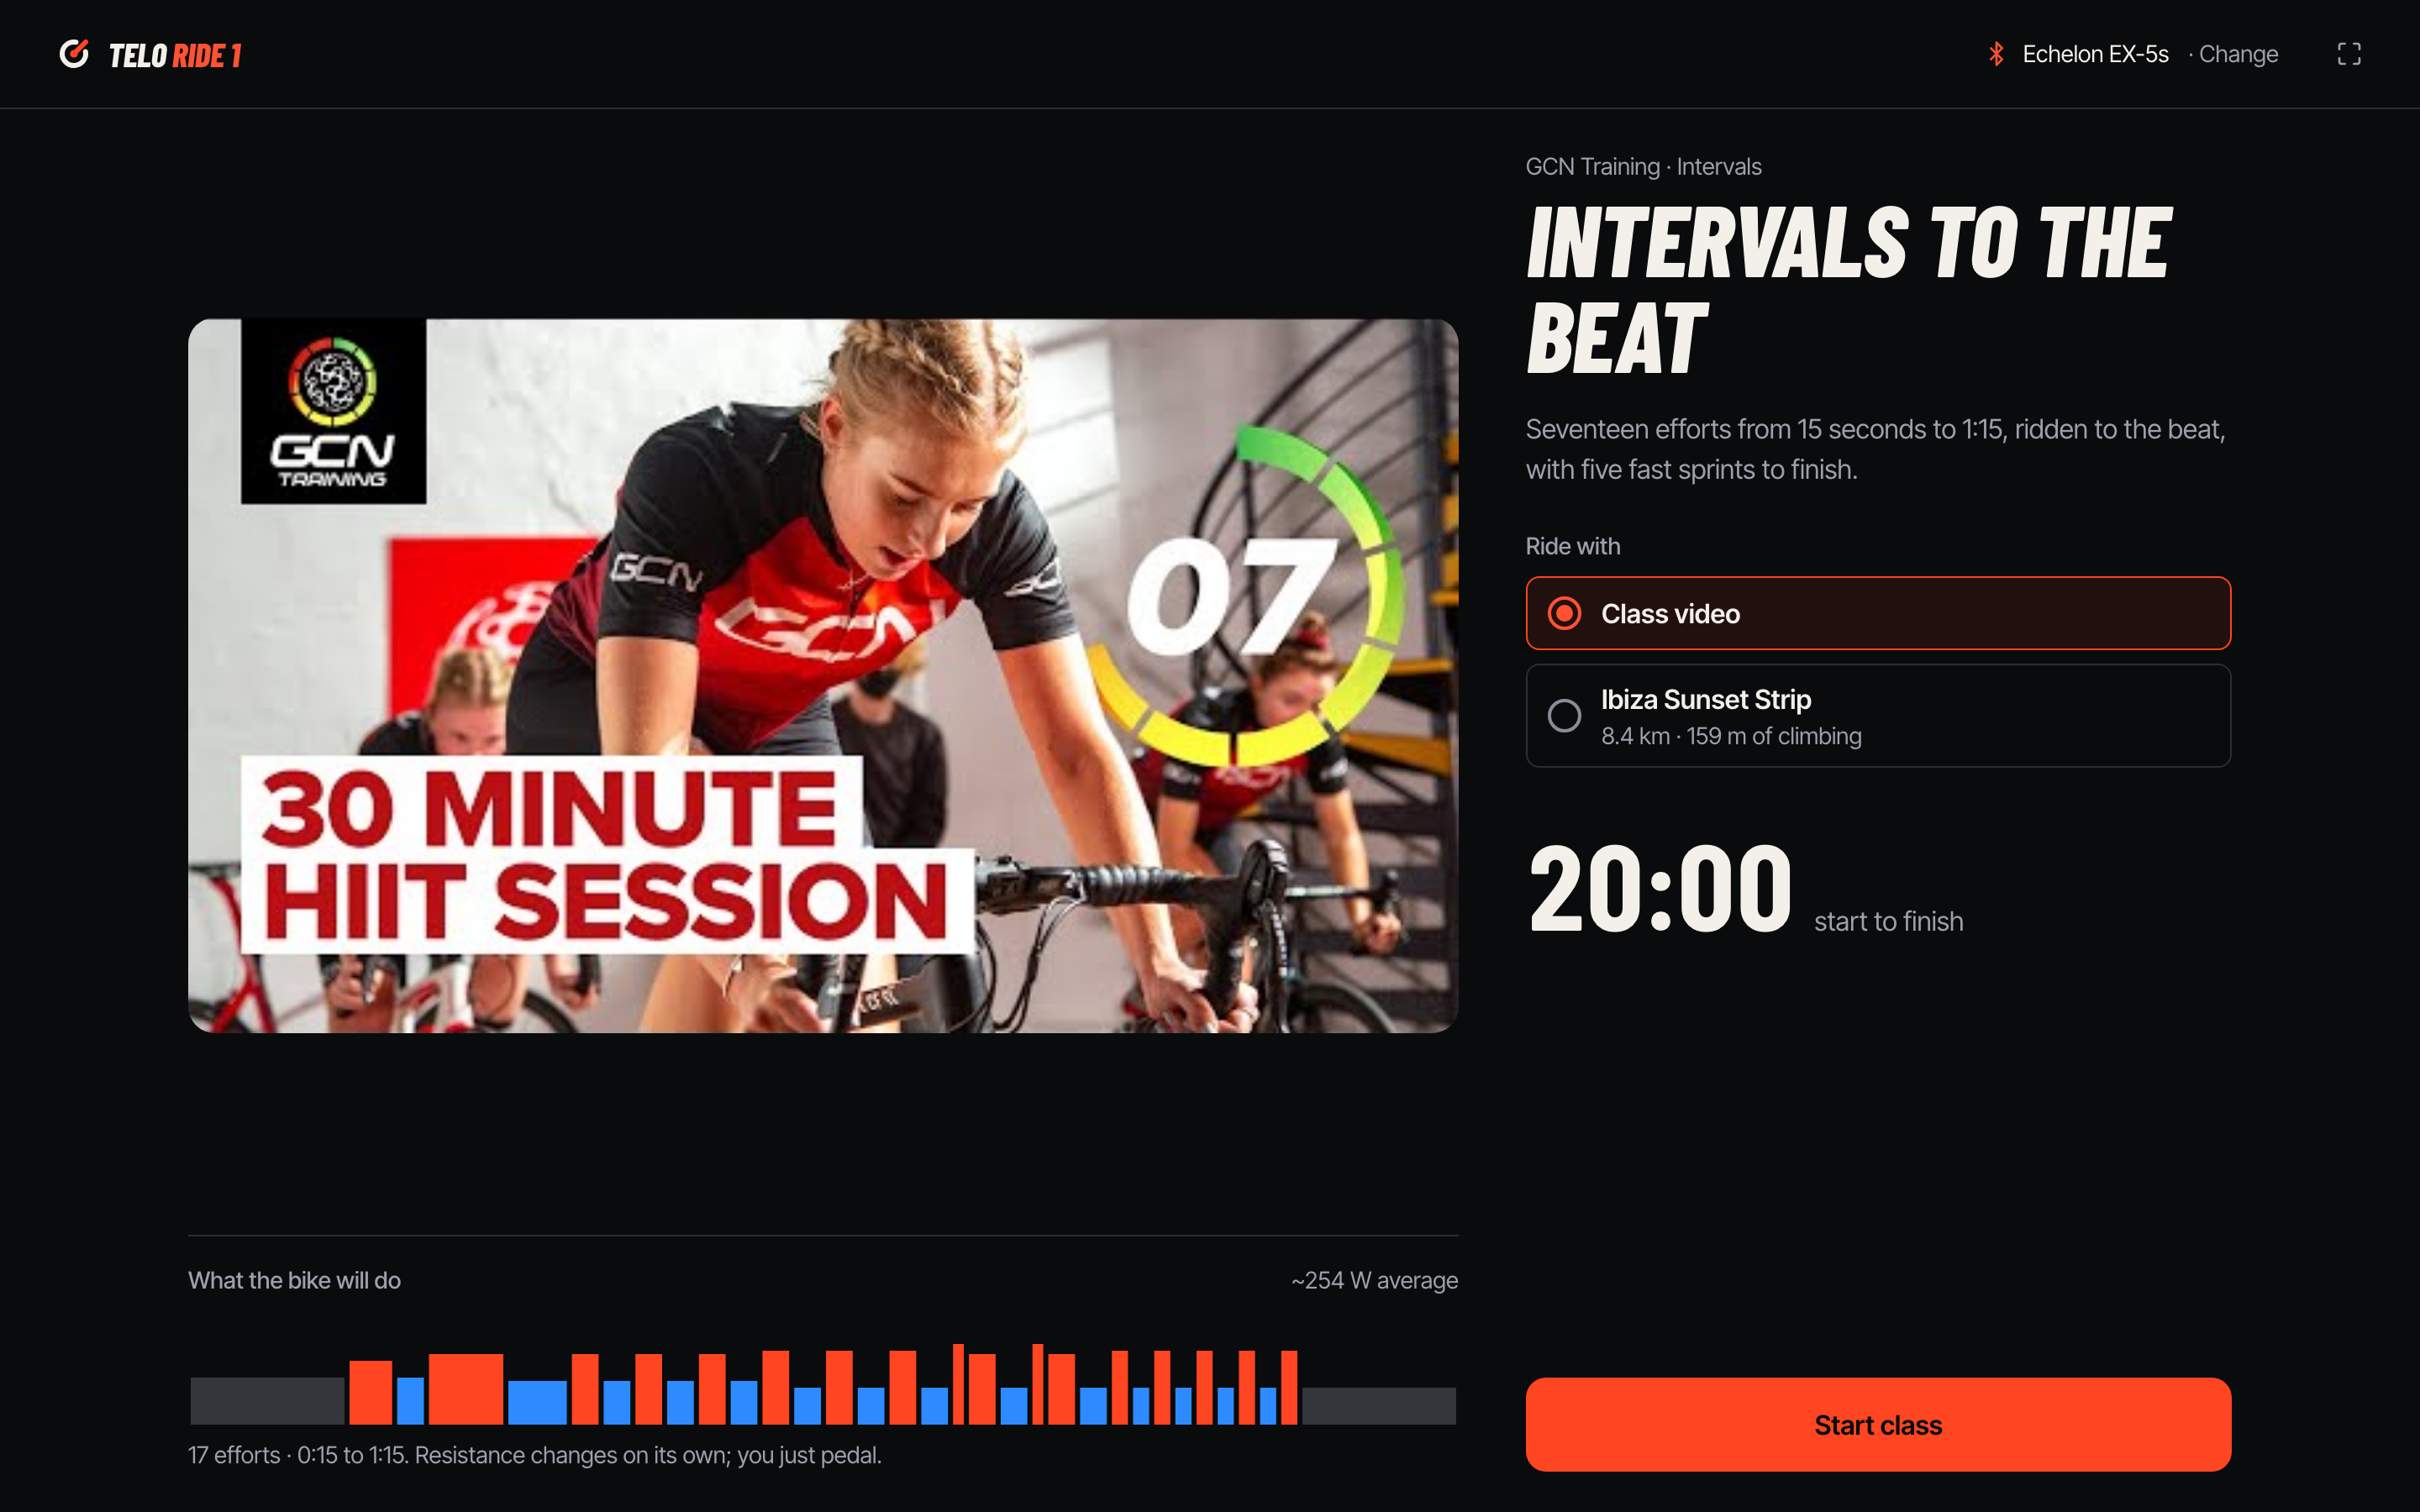 TELO RIDE 1
Echelon EX-5s · Change
GCN Training · Intervals
INTERVALS TO THE
BEAT
Seventeen efforts from 15 seconds to 1:15, ridden to the beat,
with five fast sprints to finish.
Ride with
Class video
Ibiza Sunset Strip
8.4 km · 159 m of climbing
20:00 start to finish
GCN
TRAINING
GCN
GCN
07
30 MINUTE
HIIT SESSION
What the bike will do
~254 W average
17 efforts · 0:15 to 1:15. Resistance changes on its own; you just pedal.
Start class